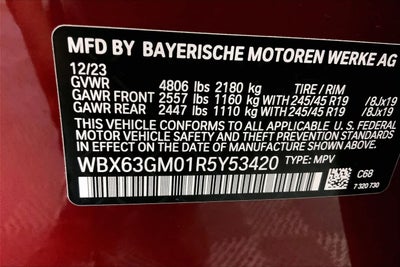 MFD BY BAYERISCHE MOTOREN WERKE AG
12/23
GVWR 4806 lbs 2180 kg TIRE / RIM
GAWR FRONT 2557 lbs 1160 kg WITH 245/45 R19 /8Jx19
GAWR REAR 2447 lbs 1110 kg WITH 245/45 R19 /8Jx19
THIS VEHICLE CONFORMS TO ALL APPLICABLE U. S. FEDERAL
MOTOR VEHICLE SAFETY AND THEFT PREVENTION STANDARDS
IN EFFECT ON THE DATE OF MANUFACTURE SHOWN ABOVE.
WBX63GM01R5Y53420 TYPE: MPV
C68
7 320 730